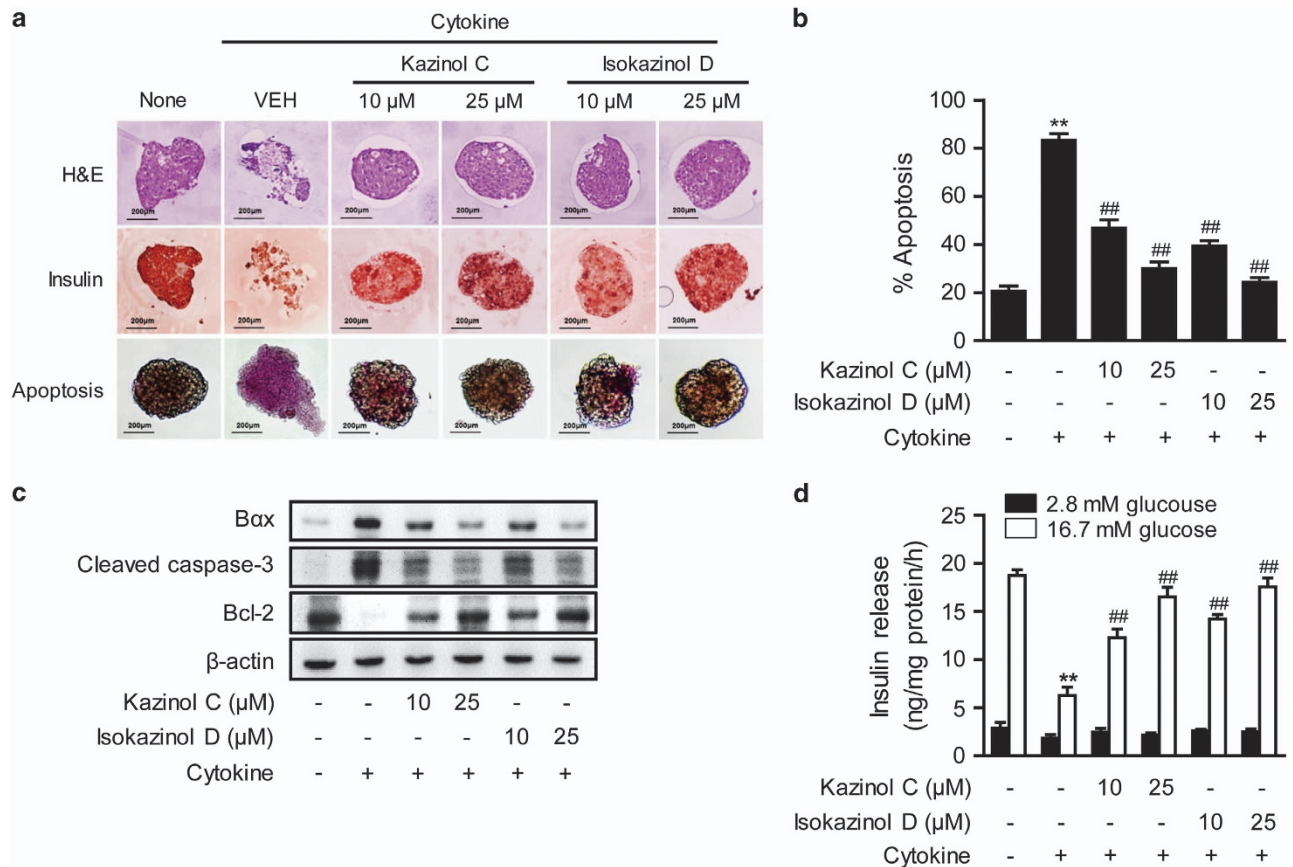 a
Cytokine
Kazinol C Isokazinol D
None VEH 10 µM 25 µM 10 µM 25 µM
H&E
200µm 200µm 200µm 200µm 200µm 200µm
Insulin
200µm 200µm 200µm 200µm 200µm 200µm
Apoptosis
200µm 200µm 200µm 200µm 200µm 200µm
b
% Apoptosis
100
80
60
40
20
0
** ## ## ## ##
Kazinol C (µM) - - 10 25 - -
Isokazinol D (µM) - - - - 10 25
Cytokine - + + + + +
c
Bαx
Cleaved caspase-3
Bcl-2
β-actin
Kazinol C (µM) - - 10 25 - -
Isokazinol D (µM) - - - - 10 25
Cytokine - + + + + +
d
2.8 mM glucouse
16.7 mM glucose
Insulin release
(ng/mg protein/h)
25
20
15
10
5
0
** ## ## ## ##
Kazinol C (µM) - - 10 25 - -
Isokazinol D (µM) - - - - 10 25
Cytokine - + + + + +